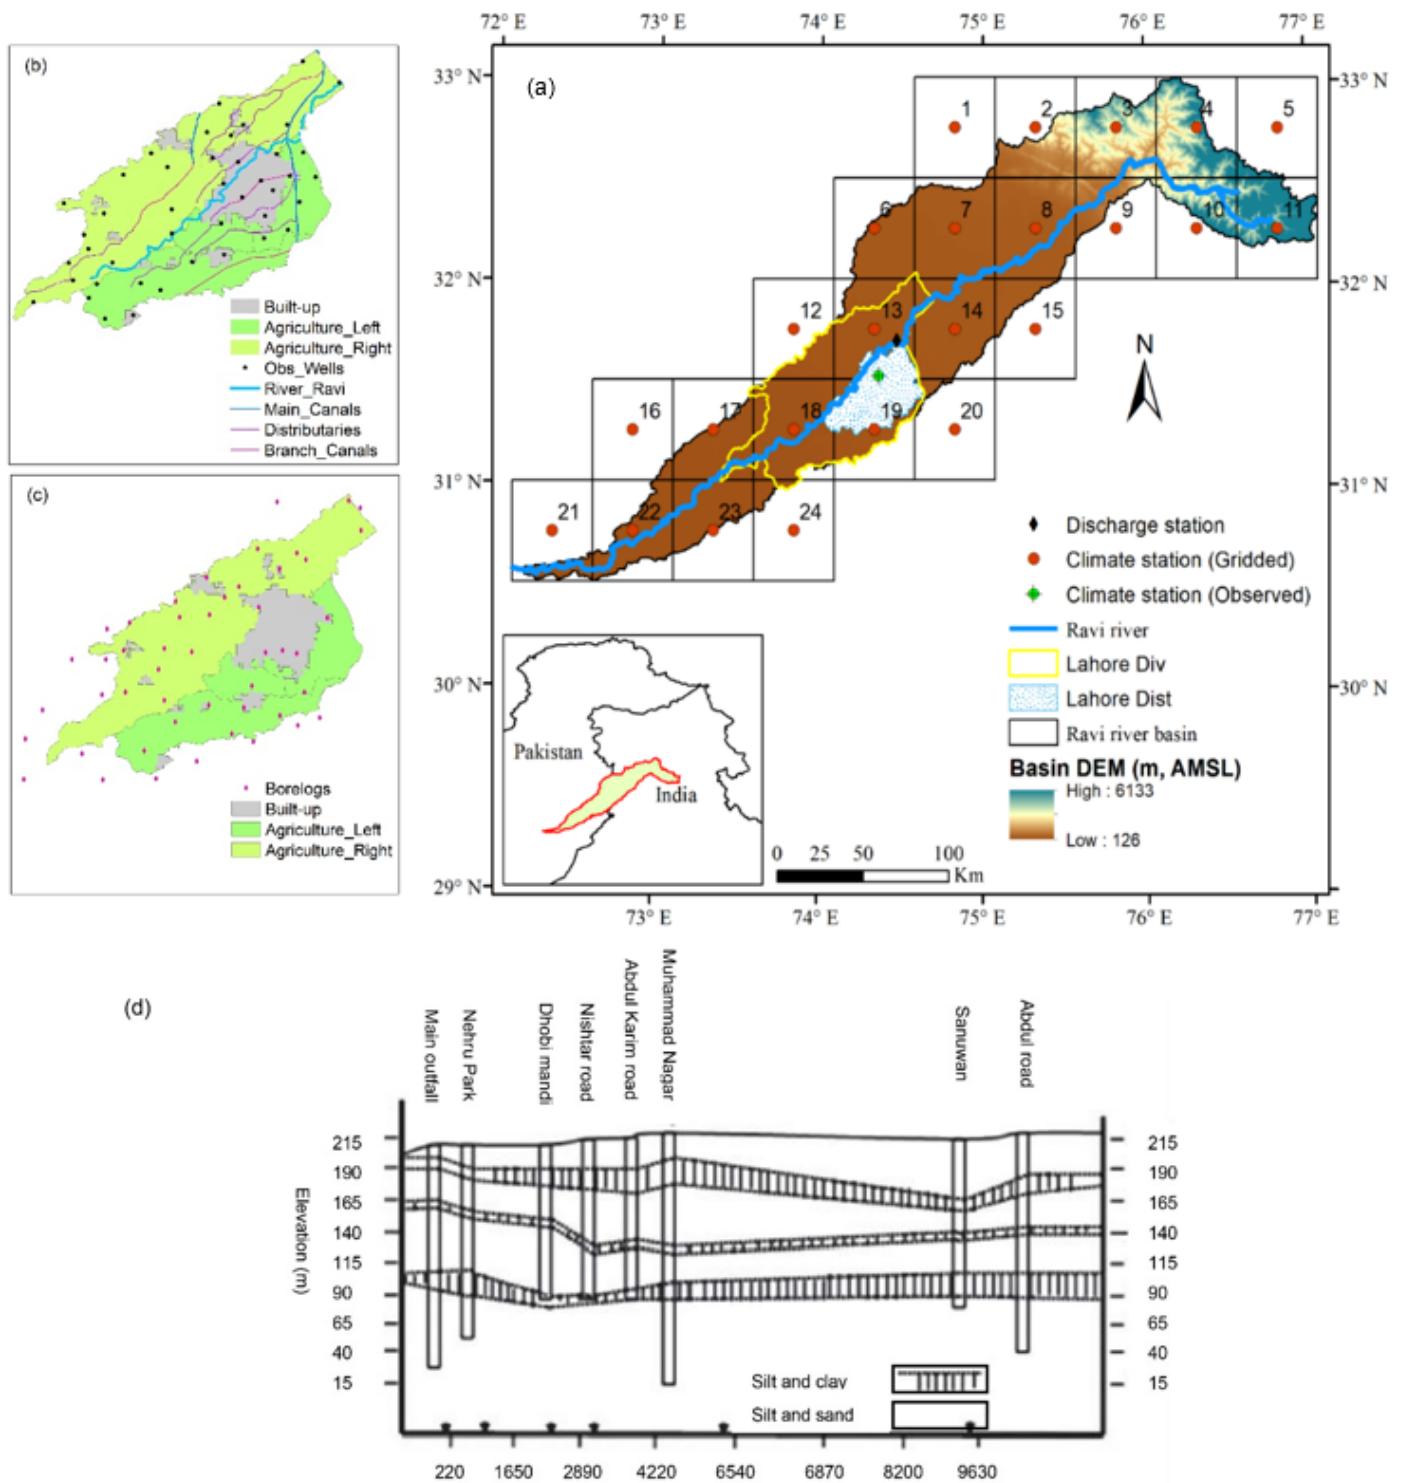 72° E 73° E 74° E 75° E 76° E 77° E
(b)
Built-up
Agriculture_Left
Agriculture_Right
Obs_Wells
River_Ravi
Main_Canals
Distributaries
Branch_Canals
(c)
Borelogs
Built-up
Agriculture_Left
Agriculture_Right
(a)
33° N 33° N
1 2 3 4 5
6 7 8 9 10 11
32° N 32° N
12 13 14 15
N
16 17 18 19 20
31° N 31° N
21 22 23 24
Discharge station
Climate station (Gridded)
Climate station (Observed)
Ravi river
Lahore Div
Lahore Dist
Ravi river basin
Basin DEM (m, AMSL)
High : 6133
Low : 126
30° N 30° N
Pakistan
India
0 25 50 100
Km
29° N
73° E 74° E 75° E 76° E 77° E
(d)
Main outfall
Nehru Park
Dhobi mandi
Nishtar road
Abdul Karim road
Muhammad Nagar
Sanuwan
Abdul road
Elevation (m)
215 215
190 190
165 165
140 140
115 115
90 90
65 65
40 40
15 15
Silt and clay
Silt and sand
220 1650 2890 4220 6540 6870 8200 9630